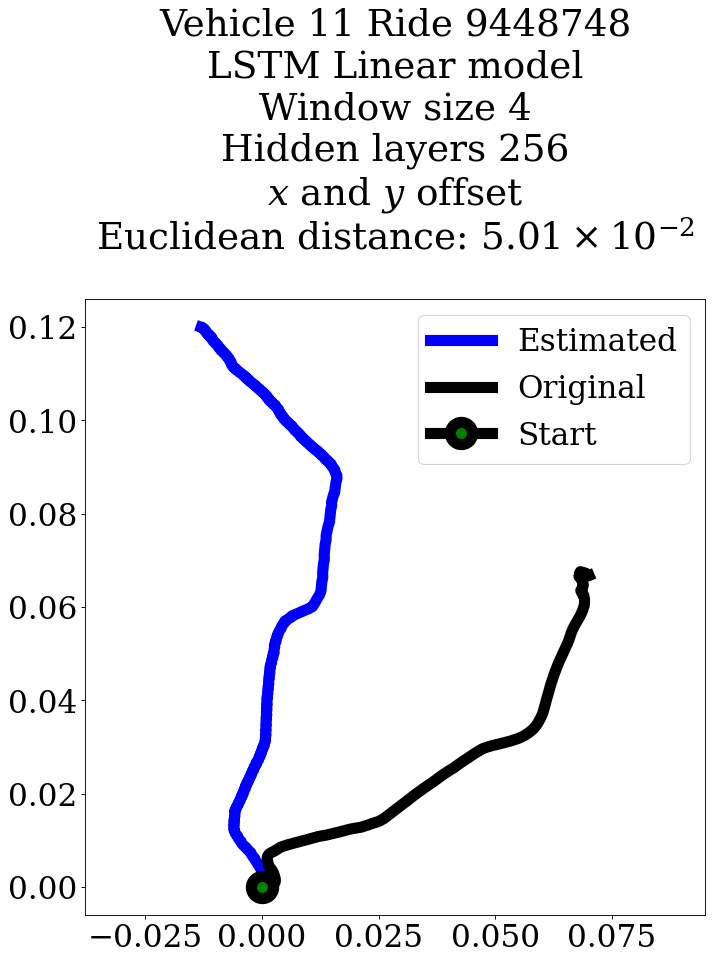 Vehicle 11 Ride 9448748
LSTM Linear model
Window size 4
Hidden layers 256
x and y offset
Euclidean distance: 5.01 × 10⁻²
Estimated
Original
Start
0.12
0.10
0.08
0.06
0.04
0.02
0.00
−0.025 0.000 0.025 0.050 0.075